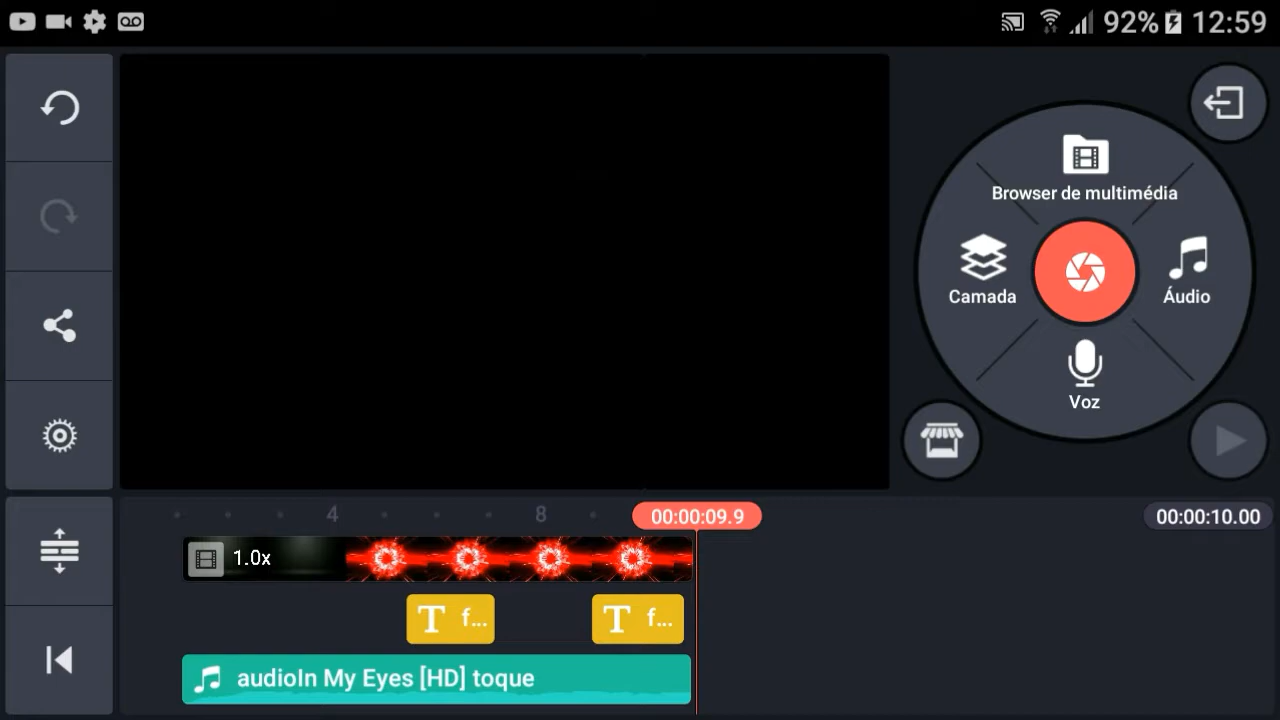 92% 12:59
Browser de multimédia
Camada
Áudio
Voz
4 8 00:00:09.9 00:00:10.00
1.0x
T f... T f...
audioIn My Eyes [HD] toque